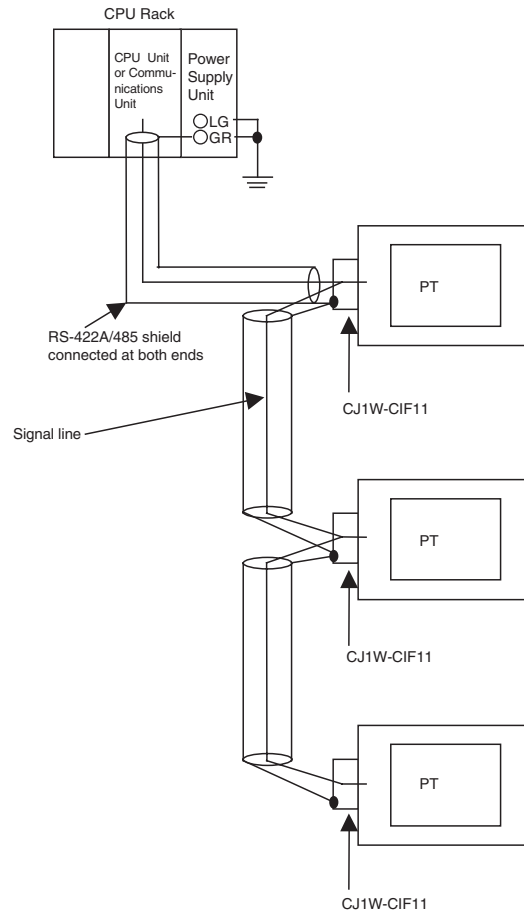 CPU Rack
CPU Unit
or Commu-
nications
Unit
Power
Supply
Unit
LG
GR
PT
RS-422A/485 shield
connected at both ends
CJ1W-CIF11
Signal line
PT
CJ1W-CIF11
PT
CJ1W-CIF11